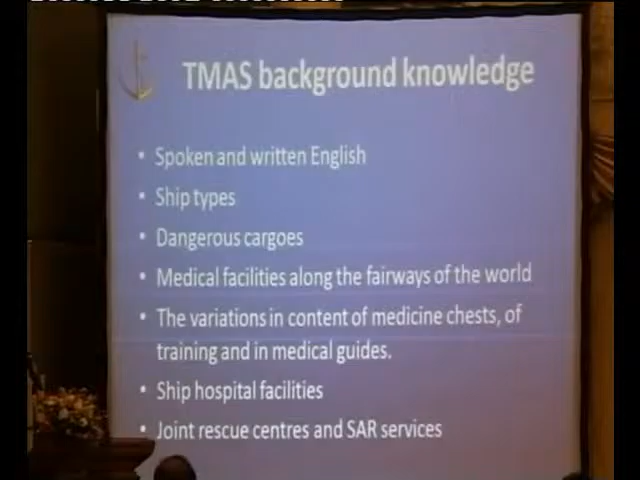 TMAS background knowledge
• Spoken and written English
• Ship types
• Dangerous cargoes
• Medical facilities along the fairways of the world
• The variations in content of medicine chests, of
training and in medical guides.
• Ship hospital facilities
• Joint rescue centres and SAR services